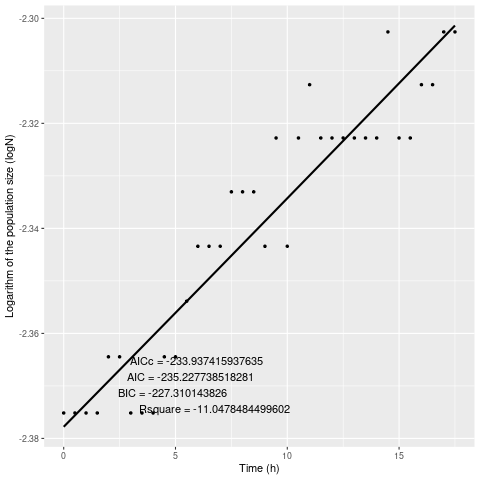 -2.30
-2.32
-2.34
-2.36
-2.38
Logarithm of the population size (logN)
AICc = -233.937415937635
AIC = -235.227738518281
BIC = -227.310143826
Rsquare = -11.0478484499602
0
5
10
15
Time (h)